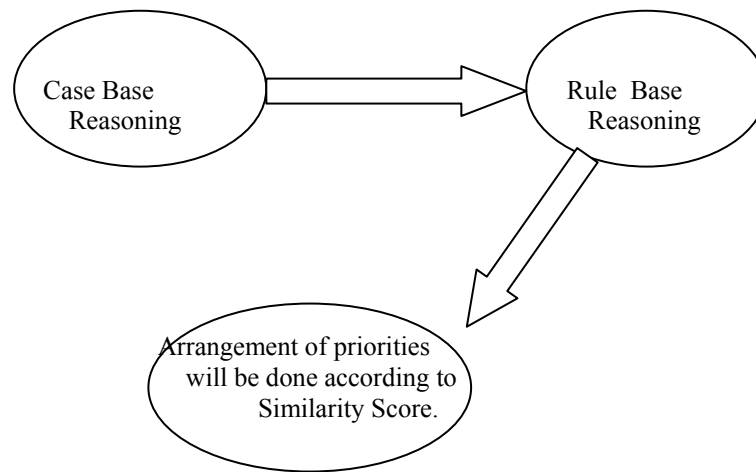 Case Base
Reasoning
Rule Base
Reasoning
Arrangement of priorities
will be done according to
Similarity Score.